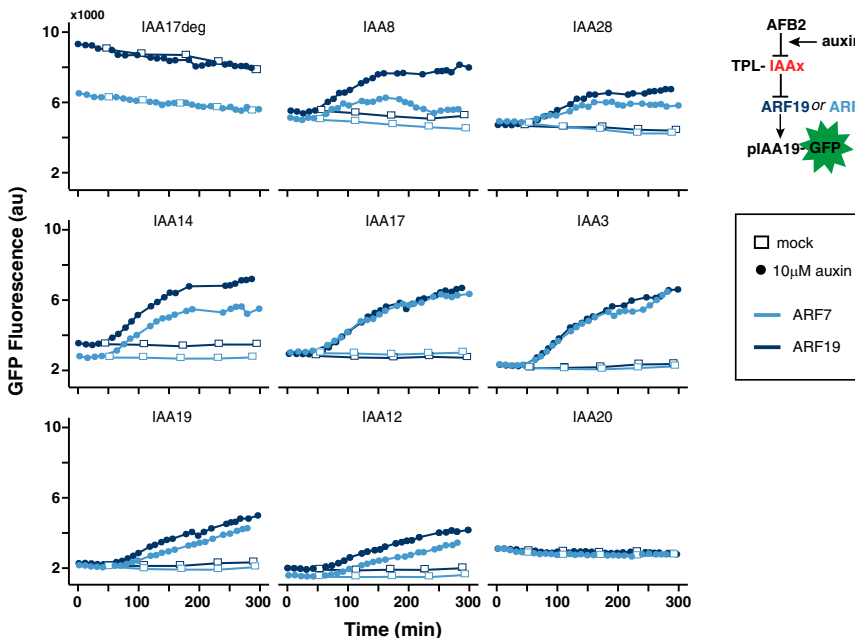 x1000
IAA17deg
IAA8
IAA28
10
6
2
AFB2
auxin
TPL-IAAx
ARF19 or ARF
pIAA19-GFP
IAA14
IAA17
IAA3
10
6
2
GFP Fluorescence (au)
mock
10μM auxin
ARF7
ARF19
IAA19
IAA12
IAA20
10
6
2
0 100 200 300
0 100 200 300
0 100 200 300
Time (min)